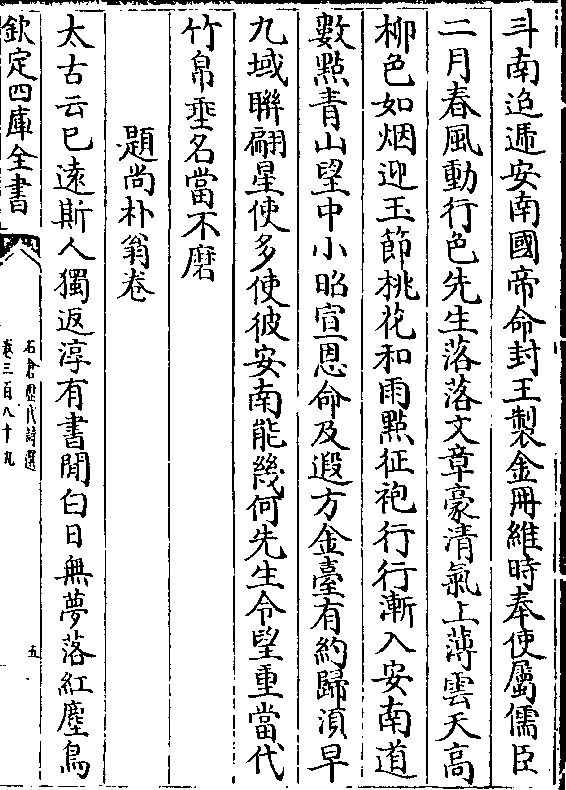 斗南迢遞安南國帝命封王製金冊維時奉使屬儒臣
二月春風動行色先生落落文章豪清氣上薄雲天高
柳色如烟迎玉節桃花和雨點征袍行行漸入安南道
數點青山望中小昭宣恩命及遐方金臺有約歸須早
九域聯翩星使多使彼安南能幾何先生令望重當代
竹帛垂名當不磨
題尚朴翁卷
太古云已遠斯人獨返淳有書聞白日無夢落紅塵鳥
欽定四庫全書
石倉歷代詩選
卷三百八十九
五